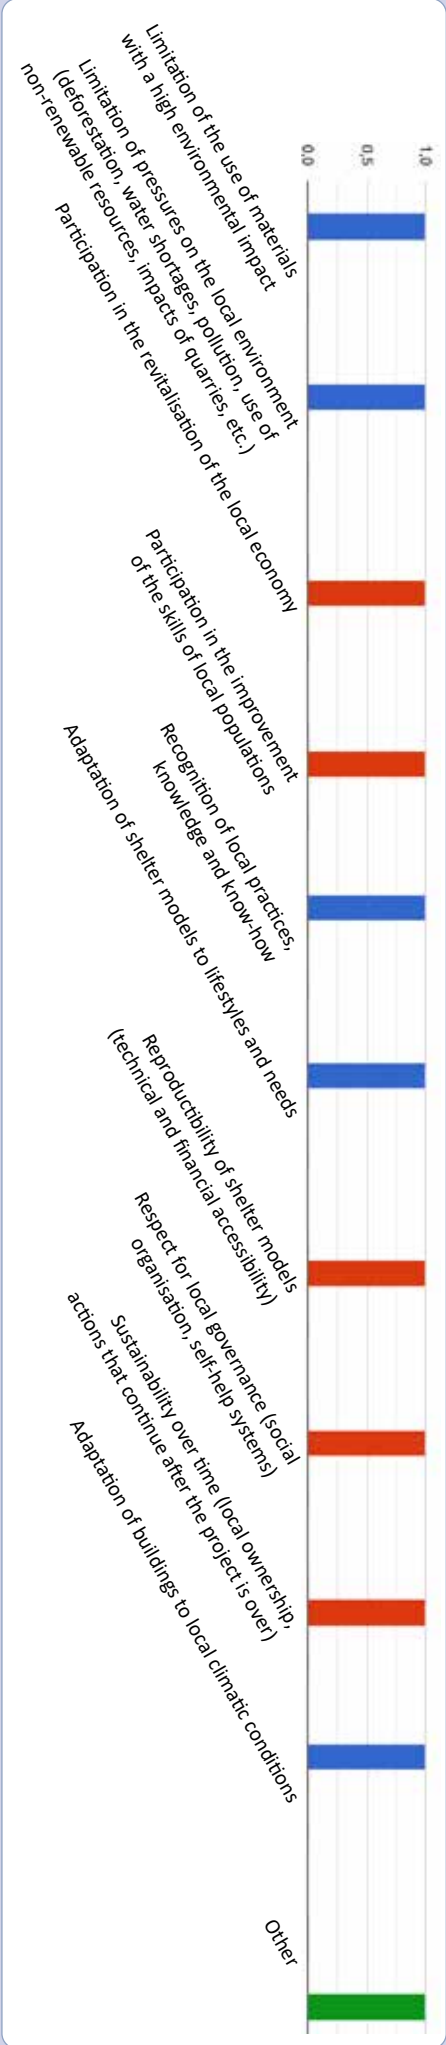 1,0
0,5
0,0
Limitation of the use of materials
with a high environmental impact
Limitation of pressures on the local environment
(deforestation, water shortages, pollution, use of
non-renewable resources, impacts of quarries, etc.)
Participation in the revitalisation of the local economy
Participation in the improvement
of the skills of local populations
Recognition of local practices,
knowledge and know-how
Adaptation of shelter models to lifestyles and needs
Reproductibility of shelter models
(technical and financial accessibility)
Respect for local governance (social
organisation, self-help systems)
Sustainability over time (local ownership,
actions that continue after the project is over)
Adaptation of buildings to local climatic conditions
Other